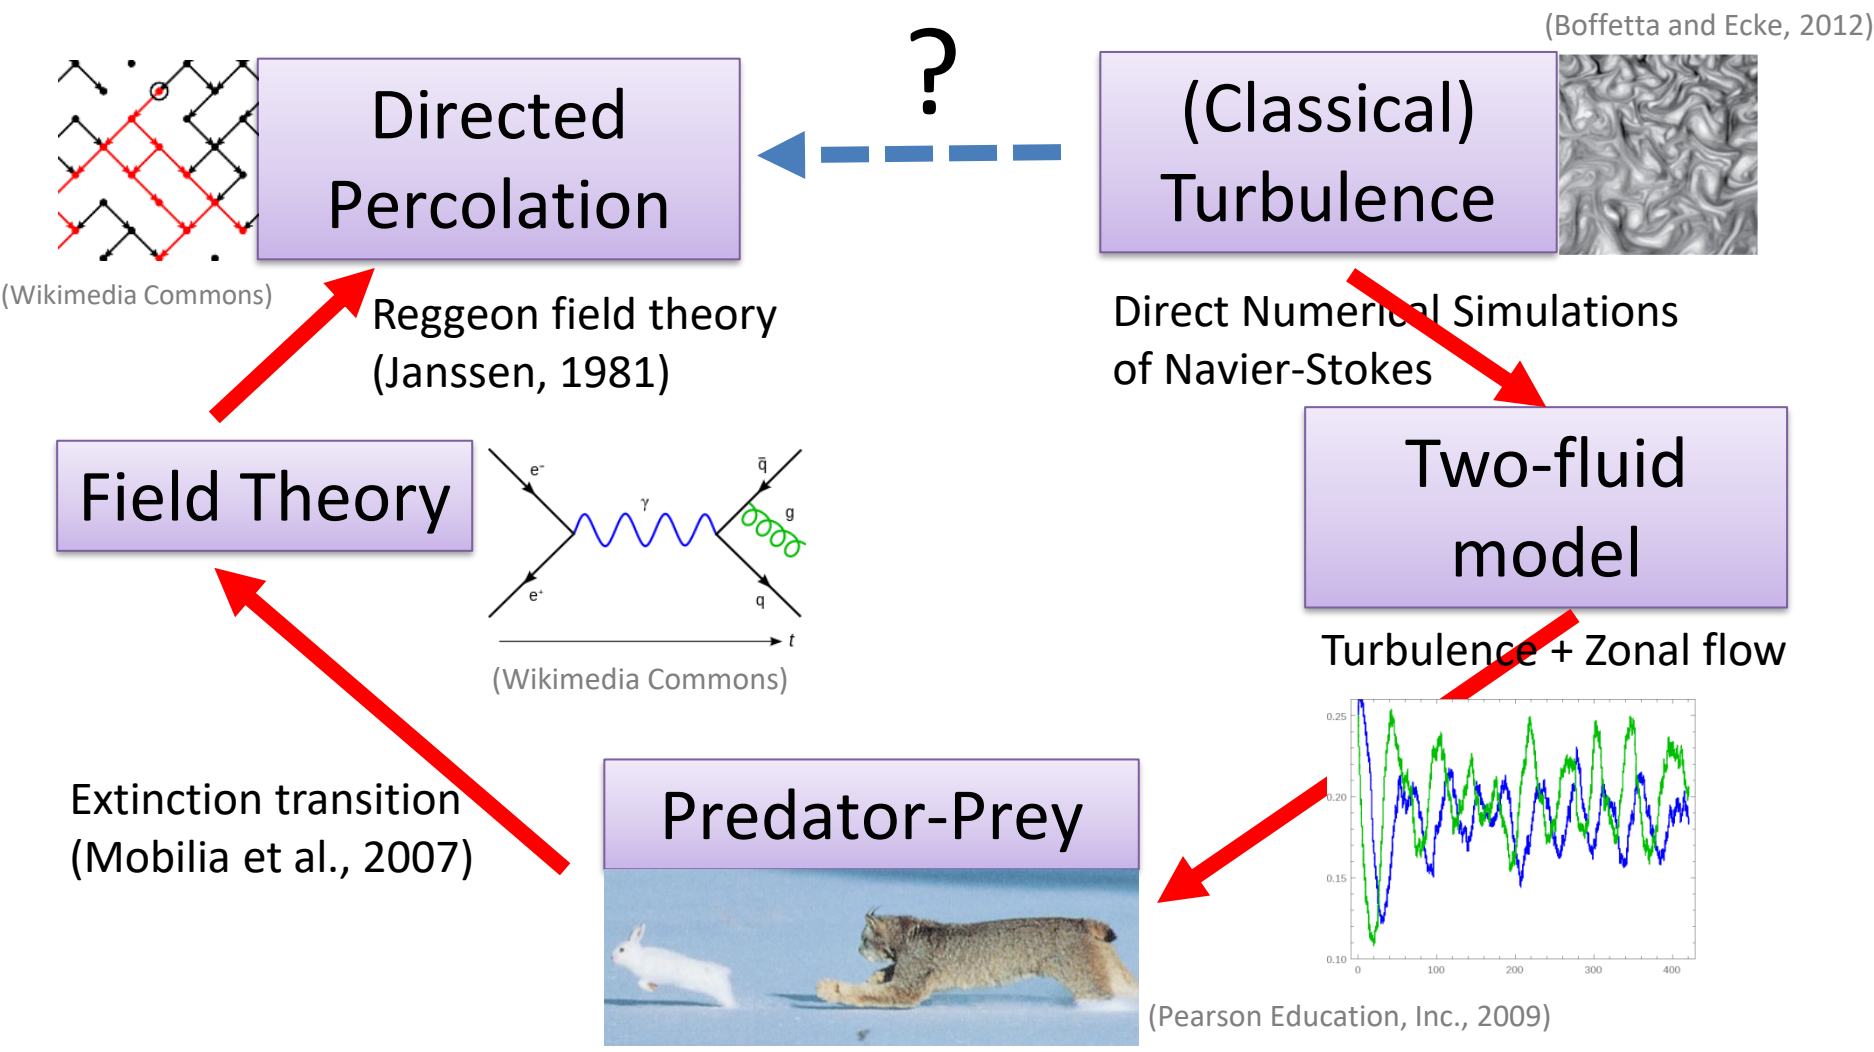 (Boffetta and Ecke, 2012)
?
Directed
Percolation
(Classical)
Turbulence
(Wikimedia Commons)
Reggeon field theory
(Janssen, 1981)
Direct Numerical Simulations
of Navier-Stokes
Field Theory
e⁻
q̄
γ
g
e⁺
q
t
(Wikimedia Commons)
Two-fluid
model
Turbulence + Zonal flow
0.25
0.20
0.15
0.10
0 100 200 300 400
Extinction transition
(Mobilia et al., 2007)
Predator-Prey
(Pearson Education, Inc., 2009)